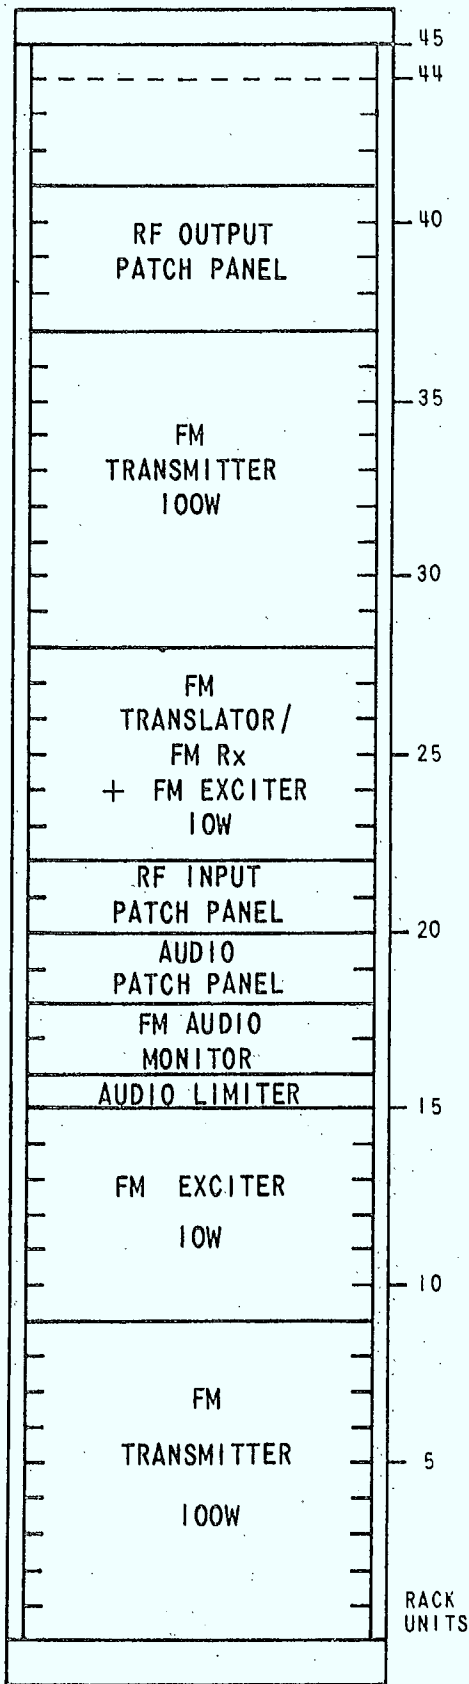 45
44
40
RF OUTPUT
PATCH PANEL
35
FM
TRANSMITTER
100W
30
FM
TRANSLATOR/
FM Rx
+ FM EXCITER
10W
25
RF INPUT
PATCH PANEL
20
AUDIO
PATCH PANEL
FM AUDIO
MONITOR
AUDIO LIMITER
15
FM EXCITER
10W
10
FM
TRANSMITTER
100W
5
RACK
UNITS